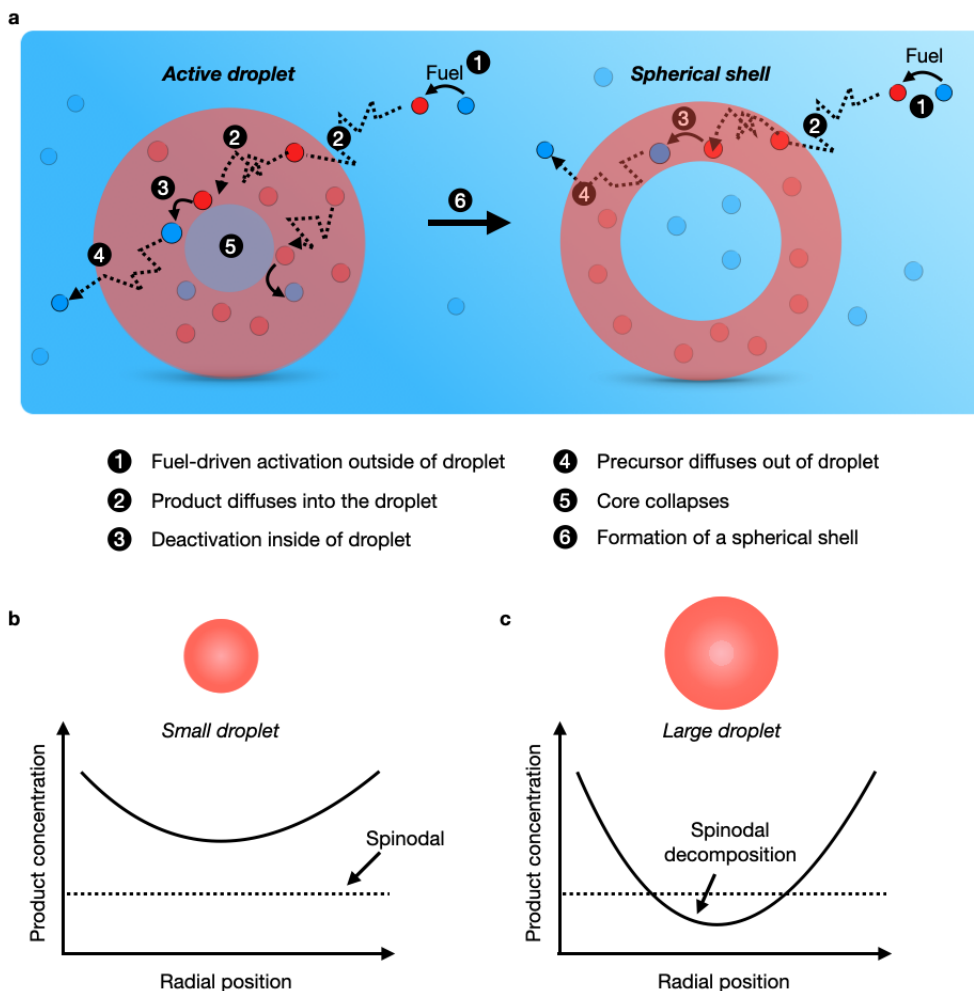 a
Active droplet
Fuel 1
Spherical shell
Fuel
1
2
2
3
4
5
6
3
2
4
1 Fuel-driven activation outside of droplet
2 Product diffuses into the droplet
3 Deactivation inside of droplet
4 Precursor diffuses out of droplet
5 Core collapses
6 Formation of a spherical shell
b
Small droplet
Product concentration
Spinodal
Radial position
c
Large droplet
Product concentration
Spinodal
decomposition
Radial position